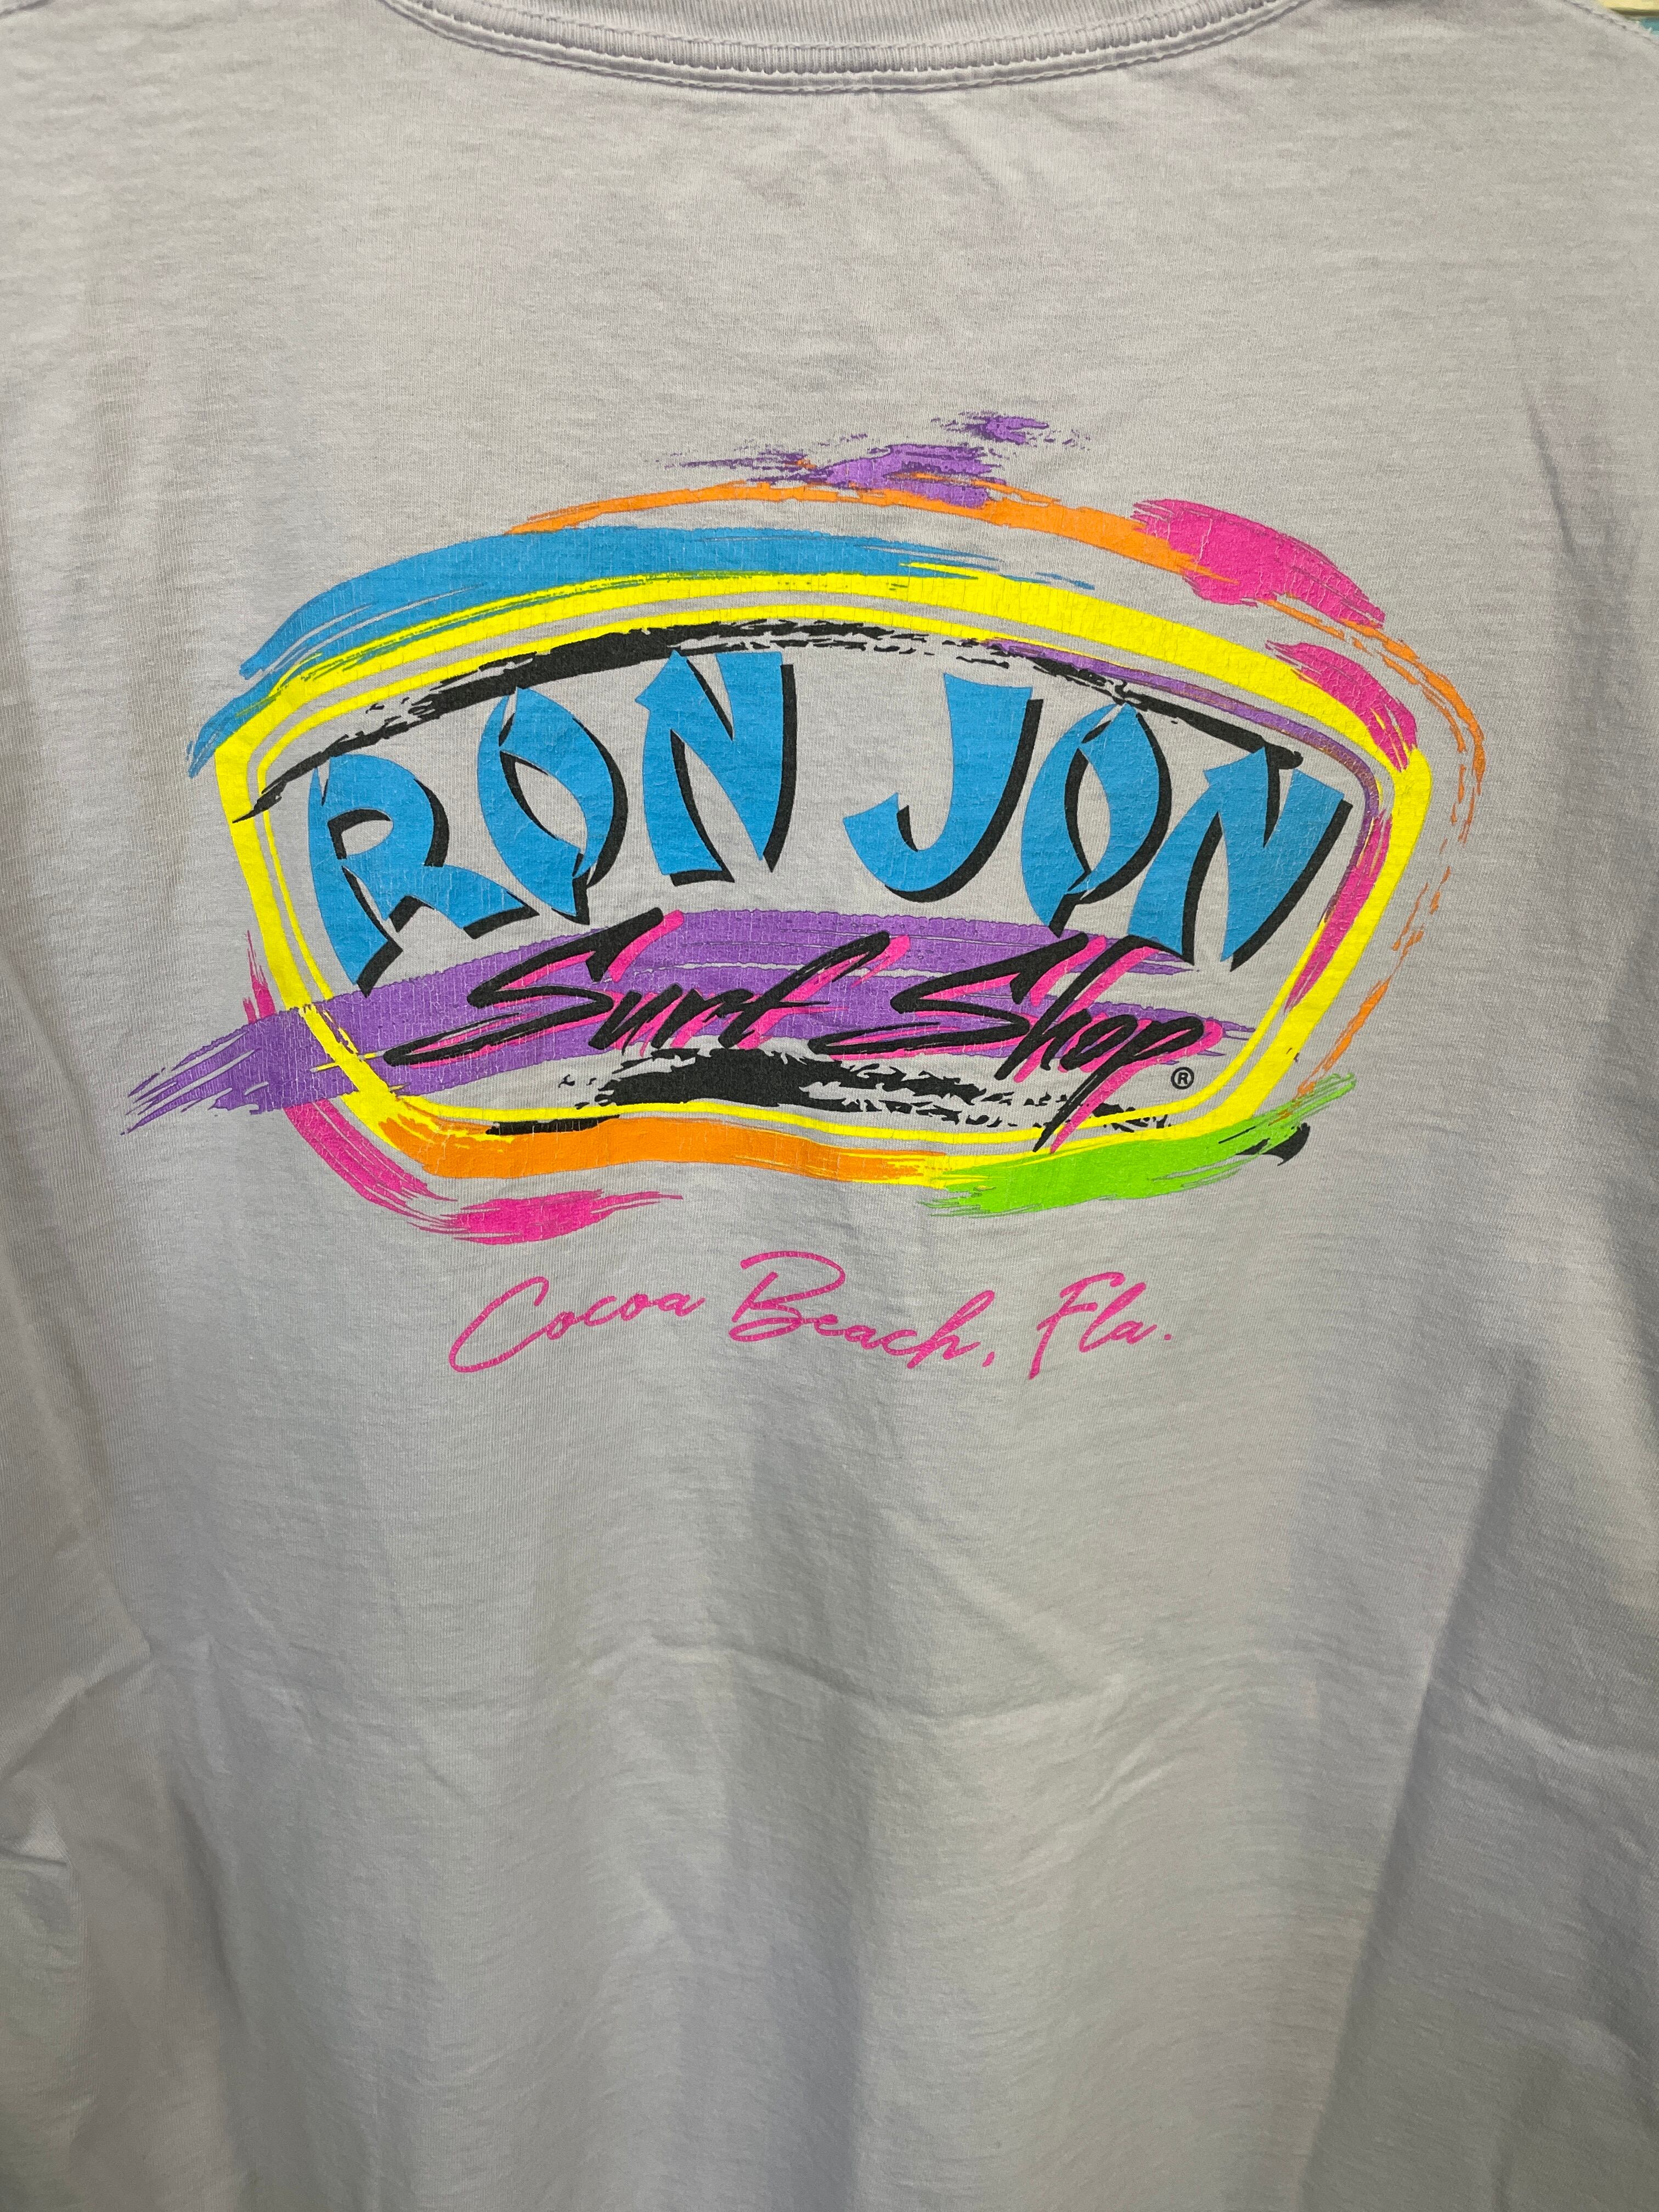 RON JON
Surf Shop®
Cocoa Beach, Fla.